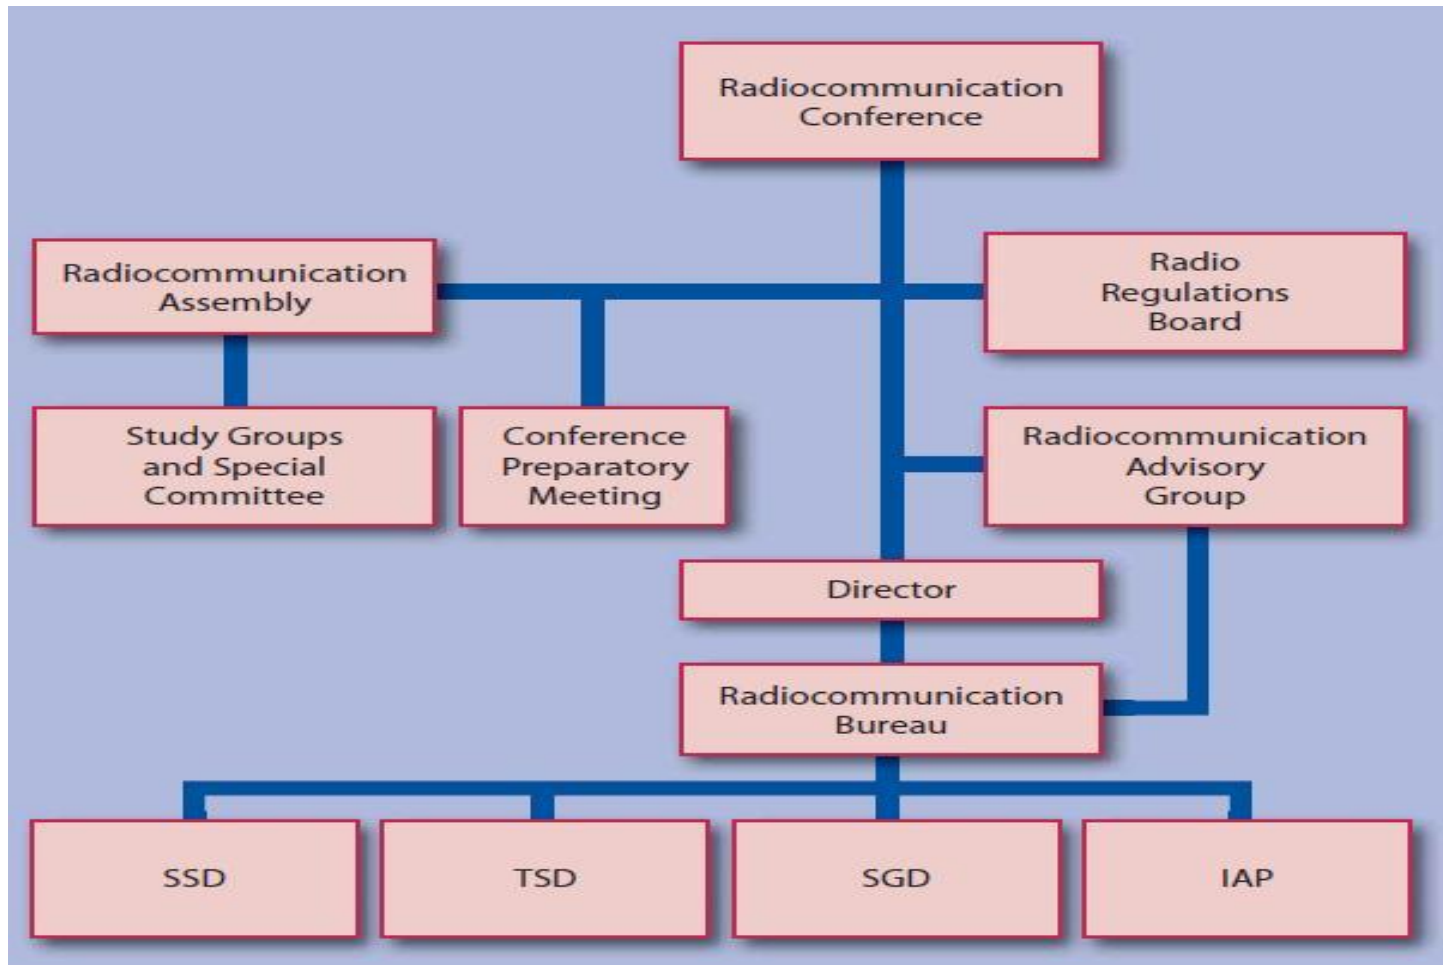 Radiocommunication
Conference
Radiocommunication
Assembly
Radio
Regulations
Board
Study Groups
and Special
Committee
Conference
Preparatory
Meeting
Radiocommunication
Advisory
Group
Director
Radiocommunication
Bureau
SSD
TSD
SGD
IAP